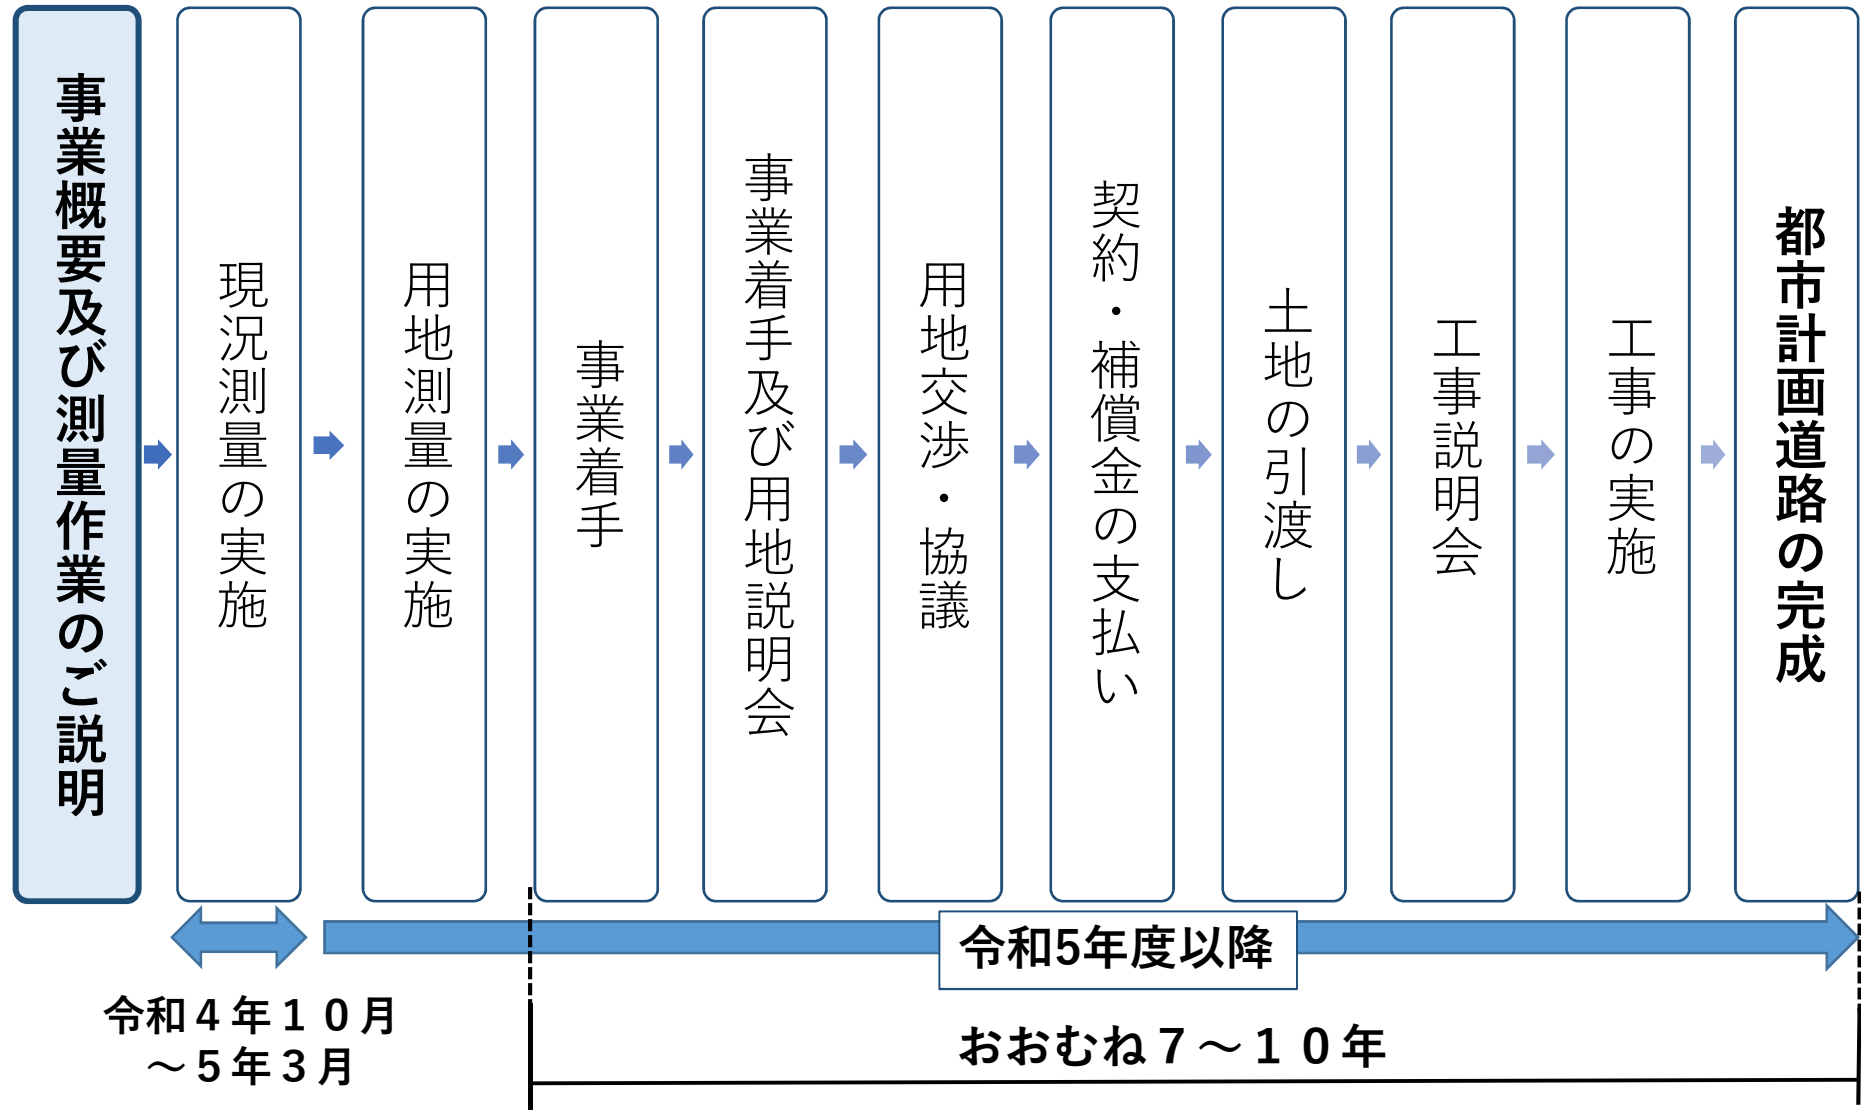 事業概要及び測量作業のご説明
現況測量の実施
用地測量の実施
事業着手
事業着手及び用地説明会
用地交渉・協議
契約・補償金の支払い
土地の引渡し
工事説明会
工事の実施
都市計画道路の完成
令和5年度以降
令和４年１０月
～５年３月
おおむね７～１０年